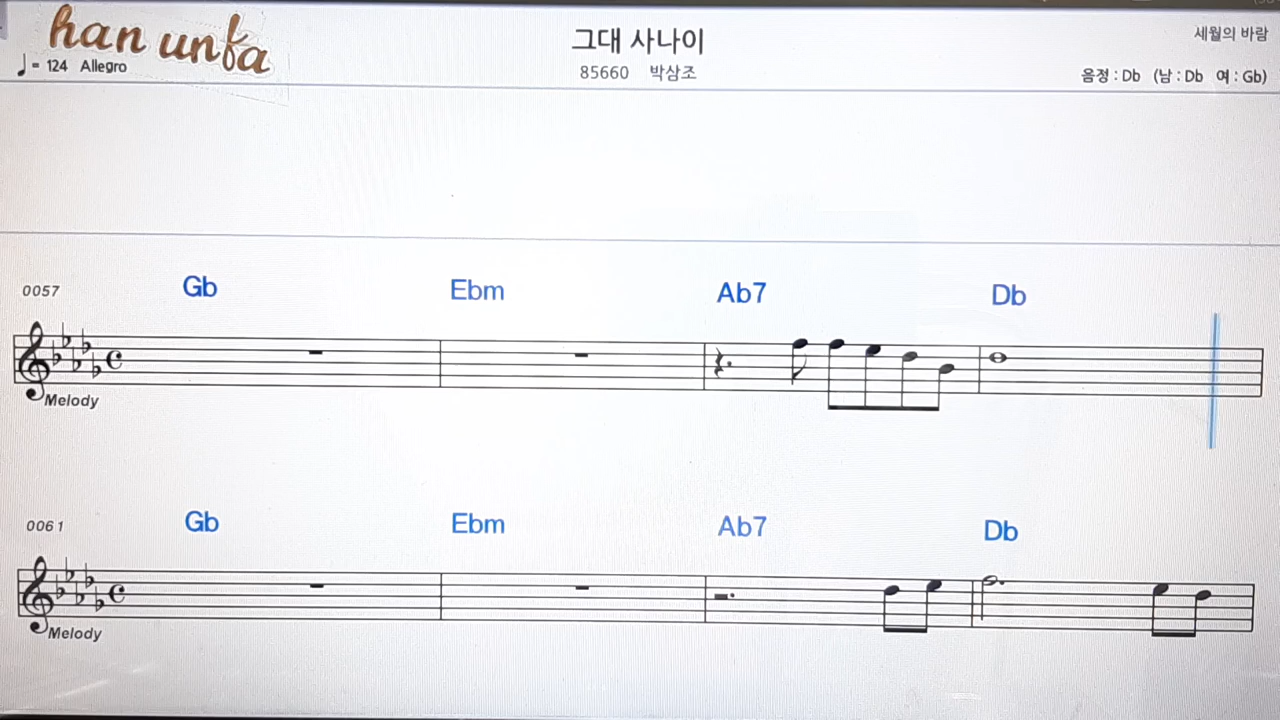 han unfa
♩= 124 Allegro
그대 사나이
85660 박상조
세월의 바람
음정 : Db (남 : Db 여 : Gb)
0057
Gb Ebm Ab7 Db
Melody
0061
Gb Ebm Ab7 Db
Melody